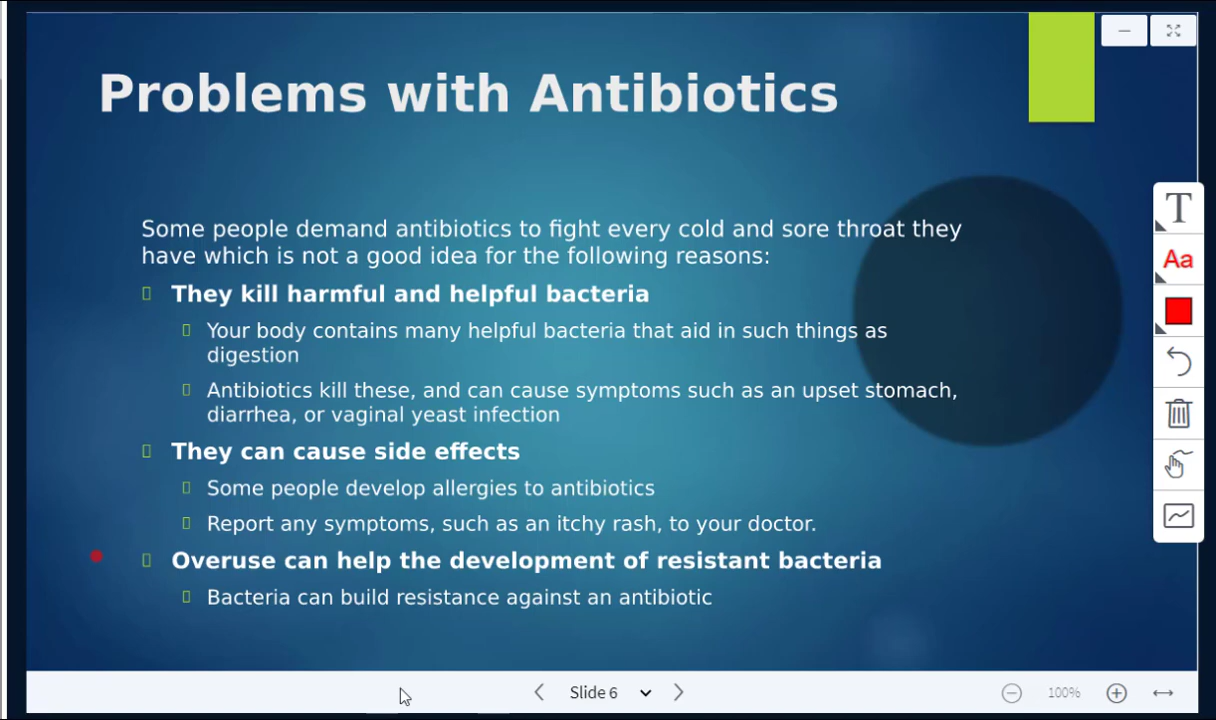 Problems with Antibiotics
Some people demand antibiotics to fight every cold and sore throat they
have which is not a good idea for the following reasons:
They kill harmful and helpful bacteria
Your body contains many helpful bacteria that aid in such things as
digestion
Antibiotics kill these, and can cause symptoms such as an upset stomach,
diarrhea, or vaginal yeast infection
They can cause side effects
Some people develop allergies to antibiotics
Report any symptoms, such as an itchy rash, to your doctor.
Overuse can help the development of resistant bacteria
Bacteria can build resistance against an antibiotic
T
Aa
Slide 6
100%